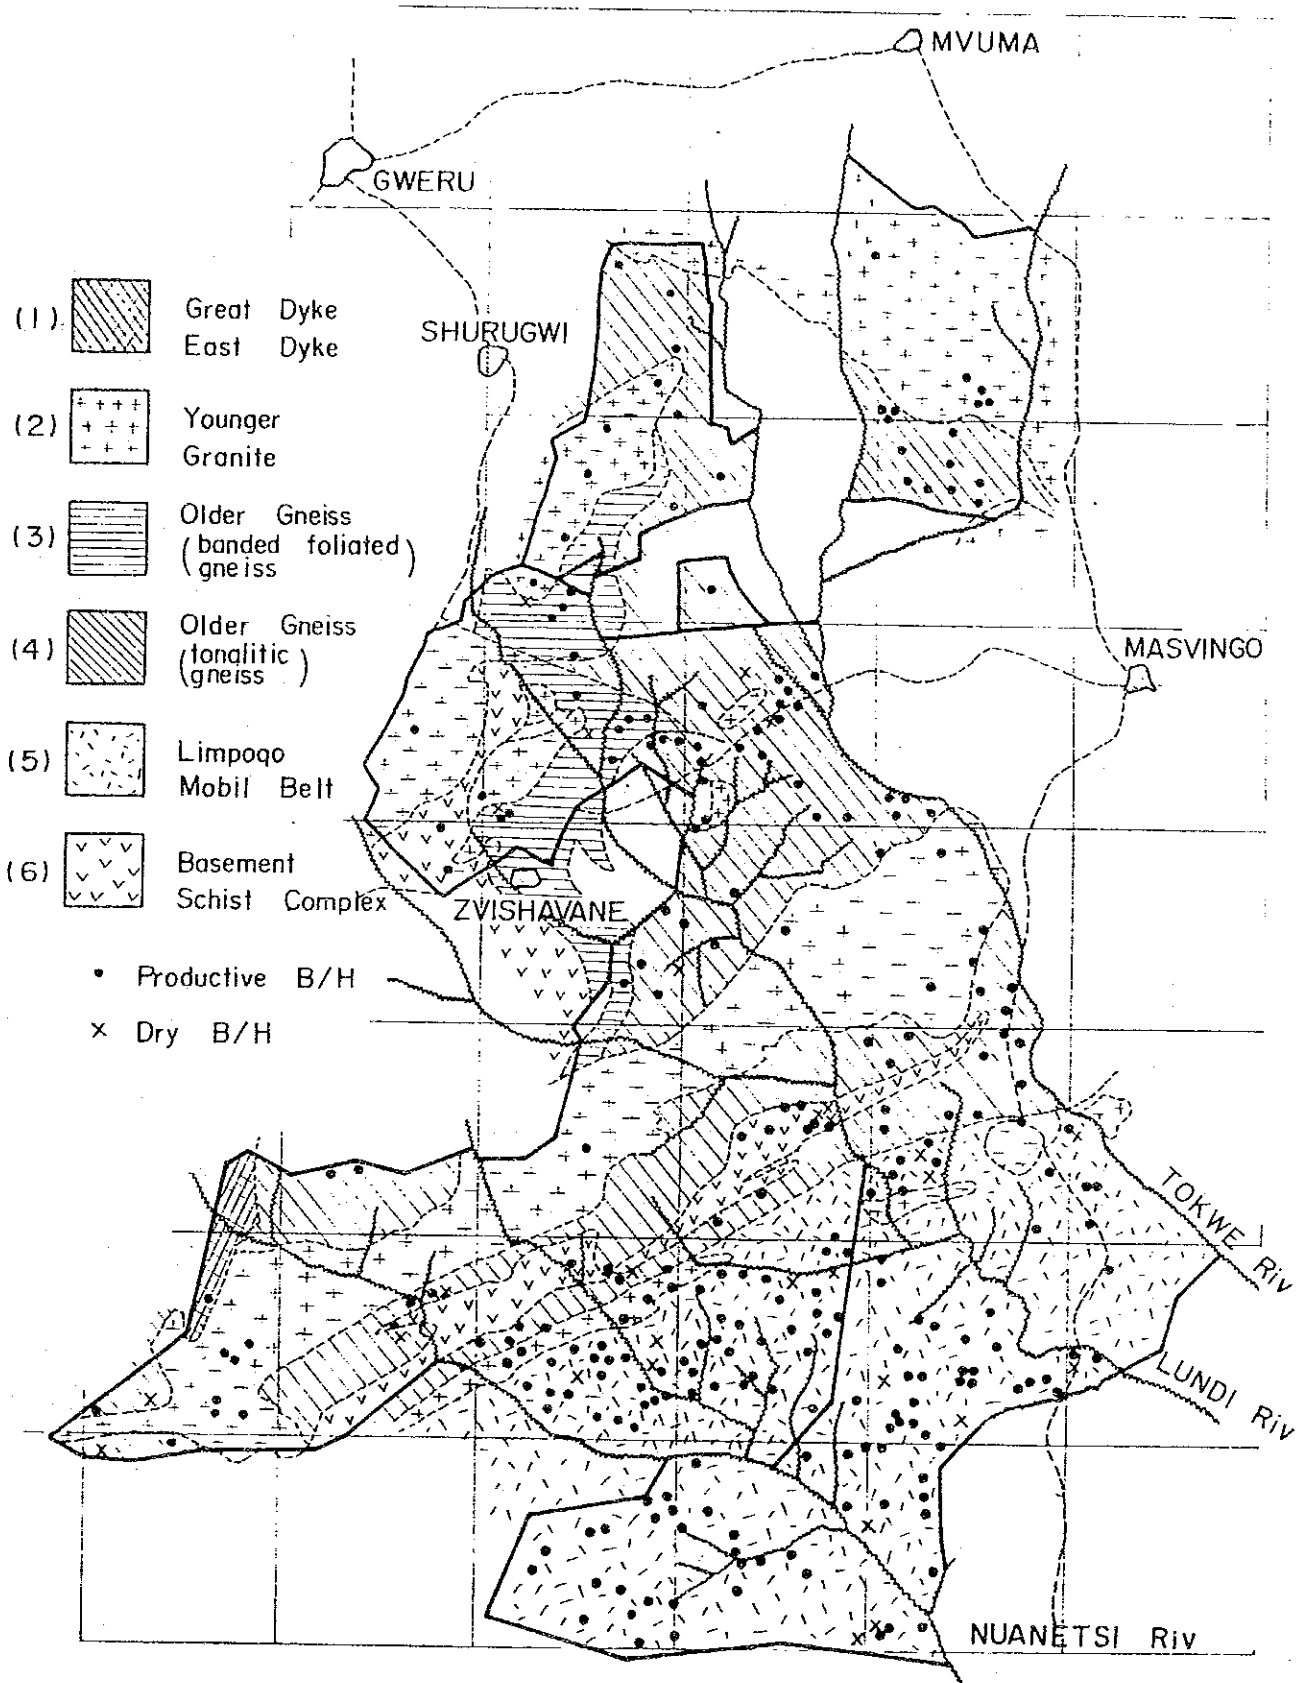 MVUMA
GWERU
SHURUGWI
(1) Great Dyke
East Dyke
(2) Younger
Granite
(3) Older Gneiss
(banded foliated)
gneiss
(4) Older Gneiss
(tonalitic
gneiss)
MASVINGO
(5) Limpoqo
Mobil Belt
(6) Basement
Schist Complex
ZVISHAVANE
• Productive B/H
× Dry B/H
TOKWE Riv
LUNDI Riv
NUANETSI Riv